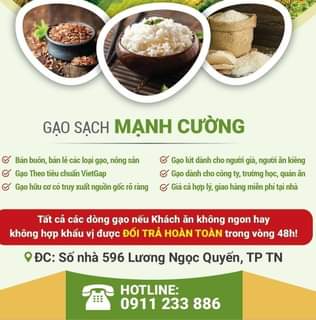 GẠO SẠCH MẠNH CƯỜNG
Bán buôn, bán lẻ các loại gạo, nông sản
Gạo Theo tiêu chuẩn VietGap
Gạo hữu cơ có truy xuất nguồn gốc rõ ràng
Gạo lứt dành cho người già, người ăn kiêng
Gạo dành cho công ty, trường học, quán ăn
Giá cả hợp lý, giao hàng miễn phí tại nhà
Tất cả các dòng gạo nếu Khách ăn không ngon hay
không hợp khẩu vị được ĐỔI TRẢ HOÀN TOÀN trong vòng 48h!
ĐC: Số nhà 596 Lương Ngọc Quyến, TP TN
HOTLINE:
0911 233 886